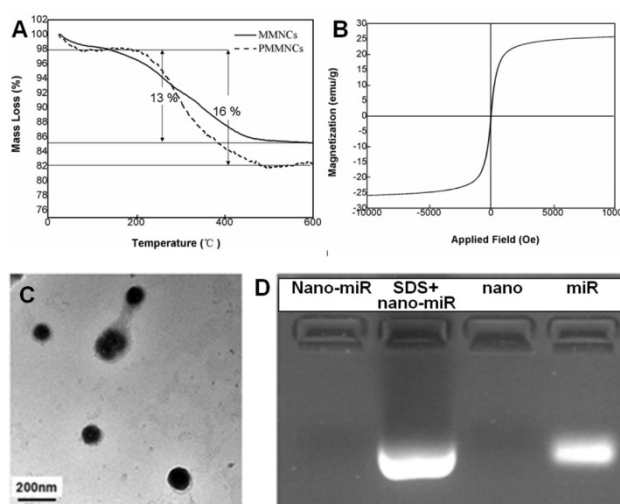 A
MMNCs
PMMNCs
100
98
96
94
92
90
88
86
84
82
80
78
76
13 %
16 %
0
200
400
600
Mass Loss (%)
Temperature (℃)
B
30
25
20
15
10
5
0
-5
-10
-15
-20
-25
-30
-10000
-5000
0
5000
1000
Magnetization (emu/g)
Applied Field (Oe)
C
200nm
D
Nano-miR
SDS+
nano-miR
nano
miR